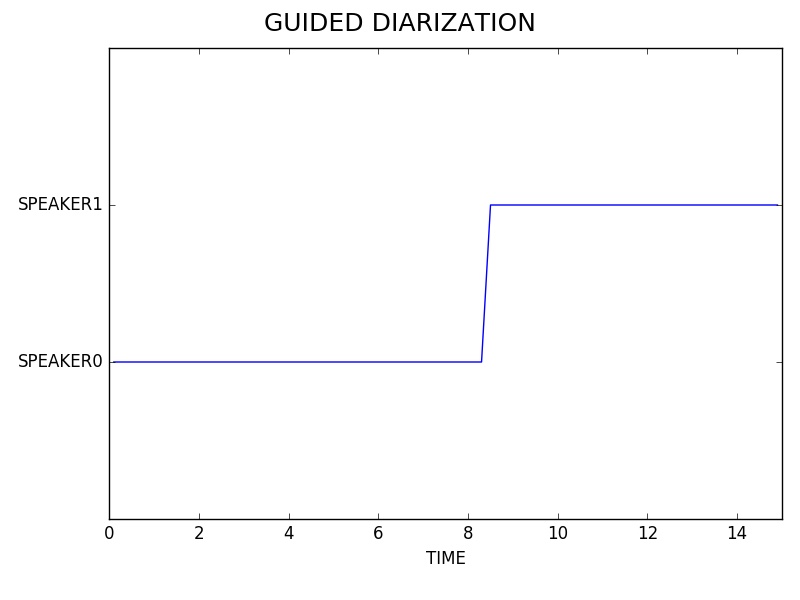 GUIDED DIARIZATION
SPEAKER1
SPEAKER0
0 2 4 6 8 10 12 14
TIME